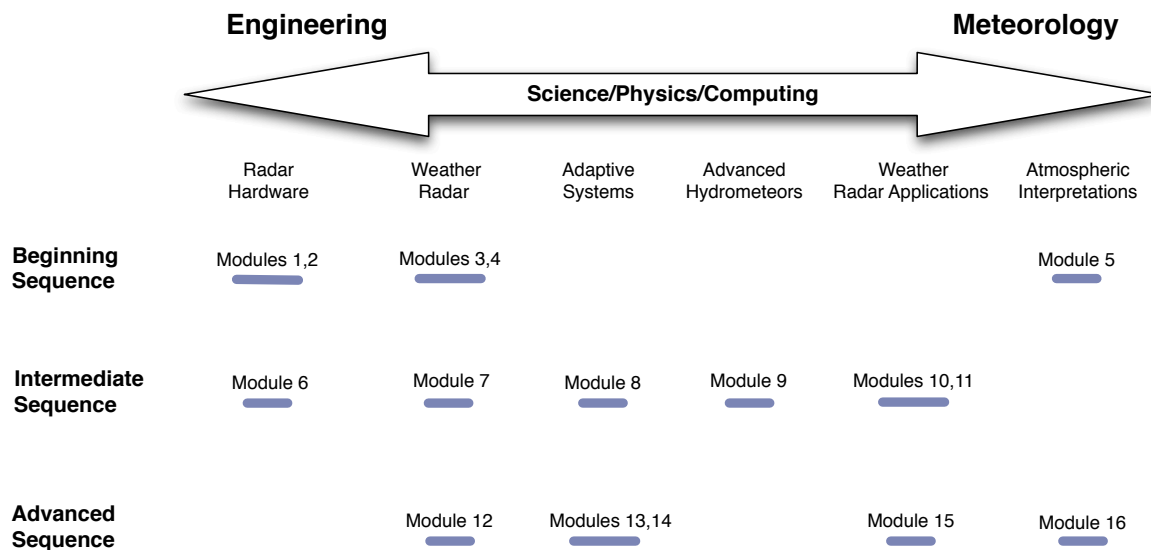 Engineering
Meteorology
Science/Physics/Computing
Radar
Hardware
Weather
Radar
Adaptive
Systems
Advanced
Hydrometeors
Weather
Radar Applications
Atmospheric
Interpretations
Beginning
Sequence
Modules 1,2
Modules 3,4
Module 5
Intermediate
Sequence
Module 6
Module 7
Module 8
Module 9
Modules 10,11
Advanced
Sequence
Module 12
Modules 13,14
Module 15
Module 16